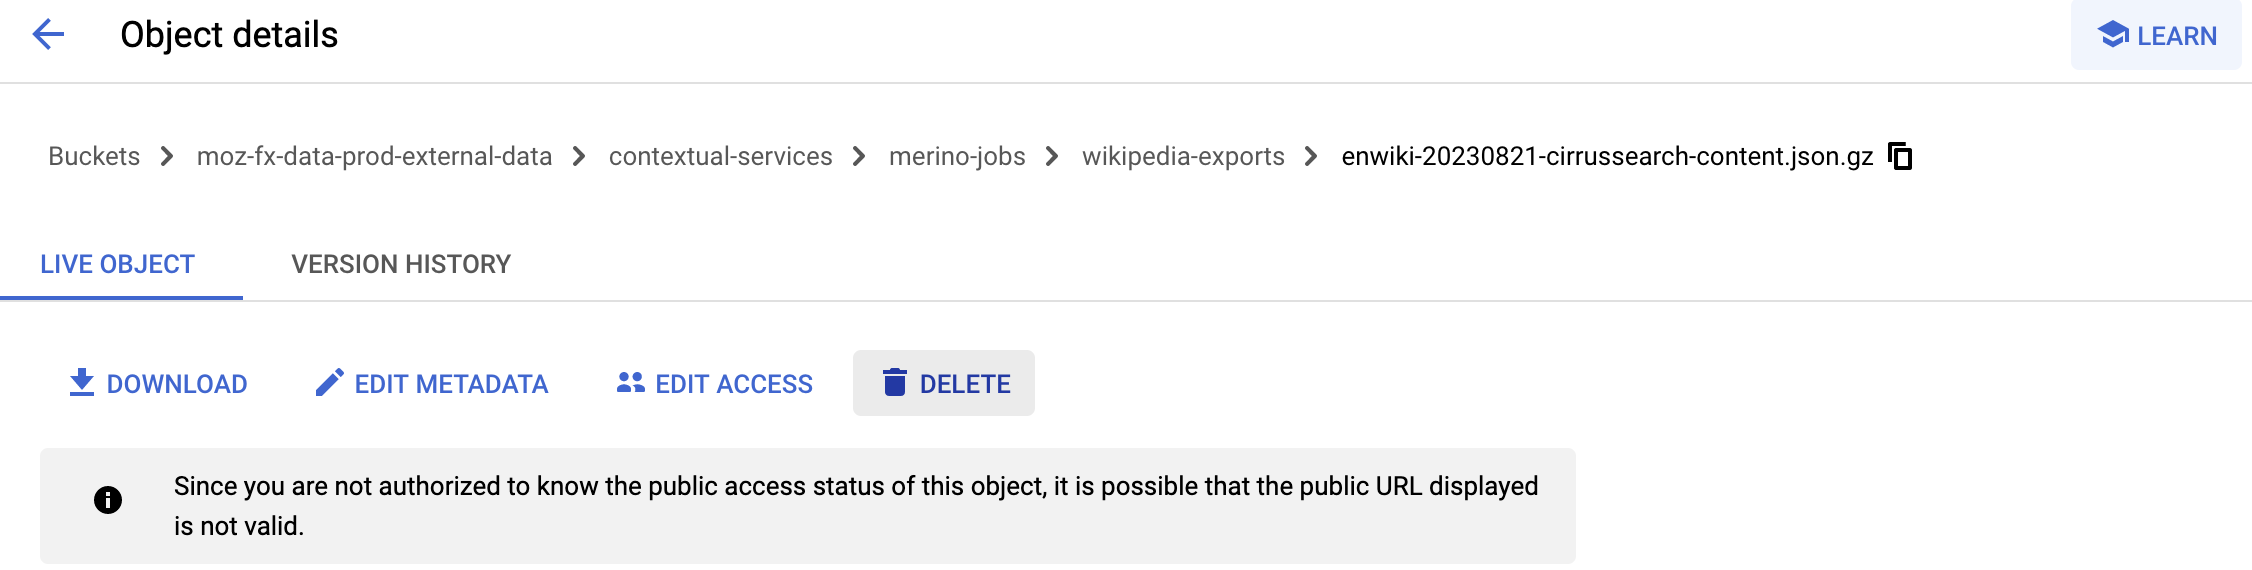 Object details
LEARN
Buckets > moz-fx-data-prod-external-data > contextual-services > merino-jobs > wikipedia-exports > enwiki-20230821-cirrussearch-content.json.gz
LIVE OBJECT VERSION HISTORY
DOWNLOAD EDIT METADATA EDIT ACCESS DELETE
Since you are not authorized to know the public access status of this object, it is possible that the public URL displayed
is not valid.